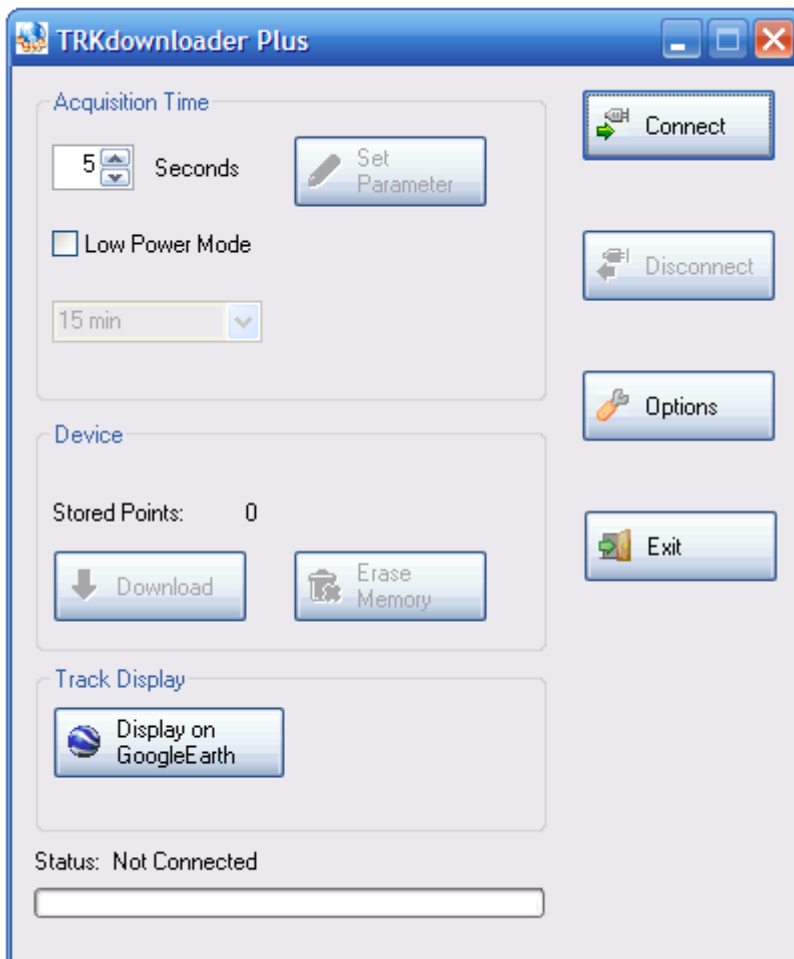 TRKdownloader Plus
Acquisition Time
5 Seconds
Set
Parameter
Low Power Mode
15 min
Connect
Disconnect
Options
Exit
Device
Stored Points: 0
Download
Erase
Memory
Track Display
Display on
GoogleEarth
Status: Not Connected